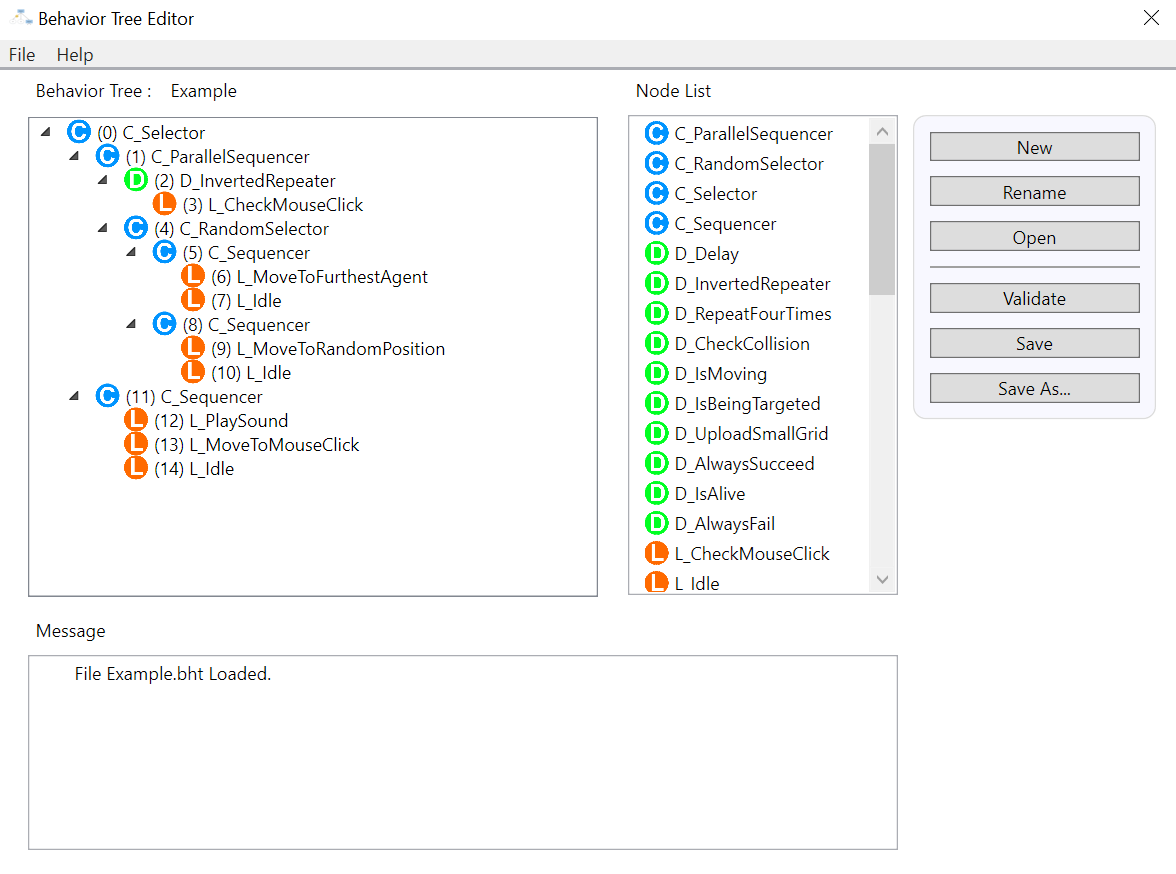 Behavior Tree Editor
File Help
Behavior Tree : Example
C (0) C_Selector
C (1) C_ParallelSequencer
D (2) D_InvertedRepeater
L (3) L_CheckMouseClick
C (4) C_RandomSelector
C (5) C_Sequencer
L (6) L_MoveToFurthestAgent
L (7) L_Idle
C (8) C_Sequencer
L (9) L_MoveToRandomPosition
L (10) L_Idle
C (11) C_Sequencer
L (12) L_PlaySound
L (13) L_MoveToMouseClick
L (14) L_Idle
Node List
C C_ParallelSequencer
C C_RandomSelector
C C_Selector
C C_Sequencer
D D_Delay
D D_InvertedRepeater
D D_RepeatFourTimes
D D_CheckCollision
D D_IsMoving
D D_IsBeingTargeted
D D_UploadSmallGrid
D D_AlwaysSucceed
D D_IsAlive
D D_AlwaysFail
L L_CheckMouseClick
L L_Idle
New
Rename
Open
Validate
Save
Save As...
Message
File Example.bht Loaded.